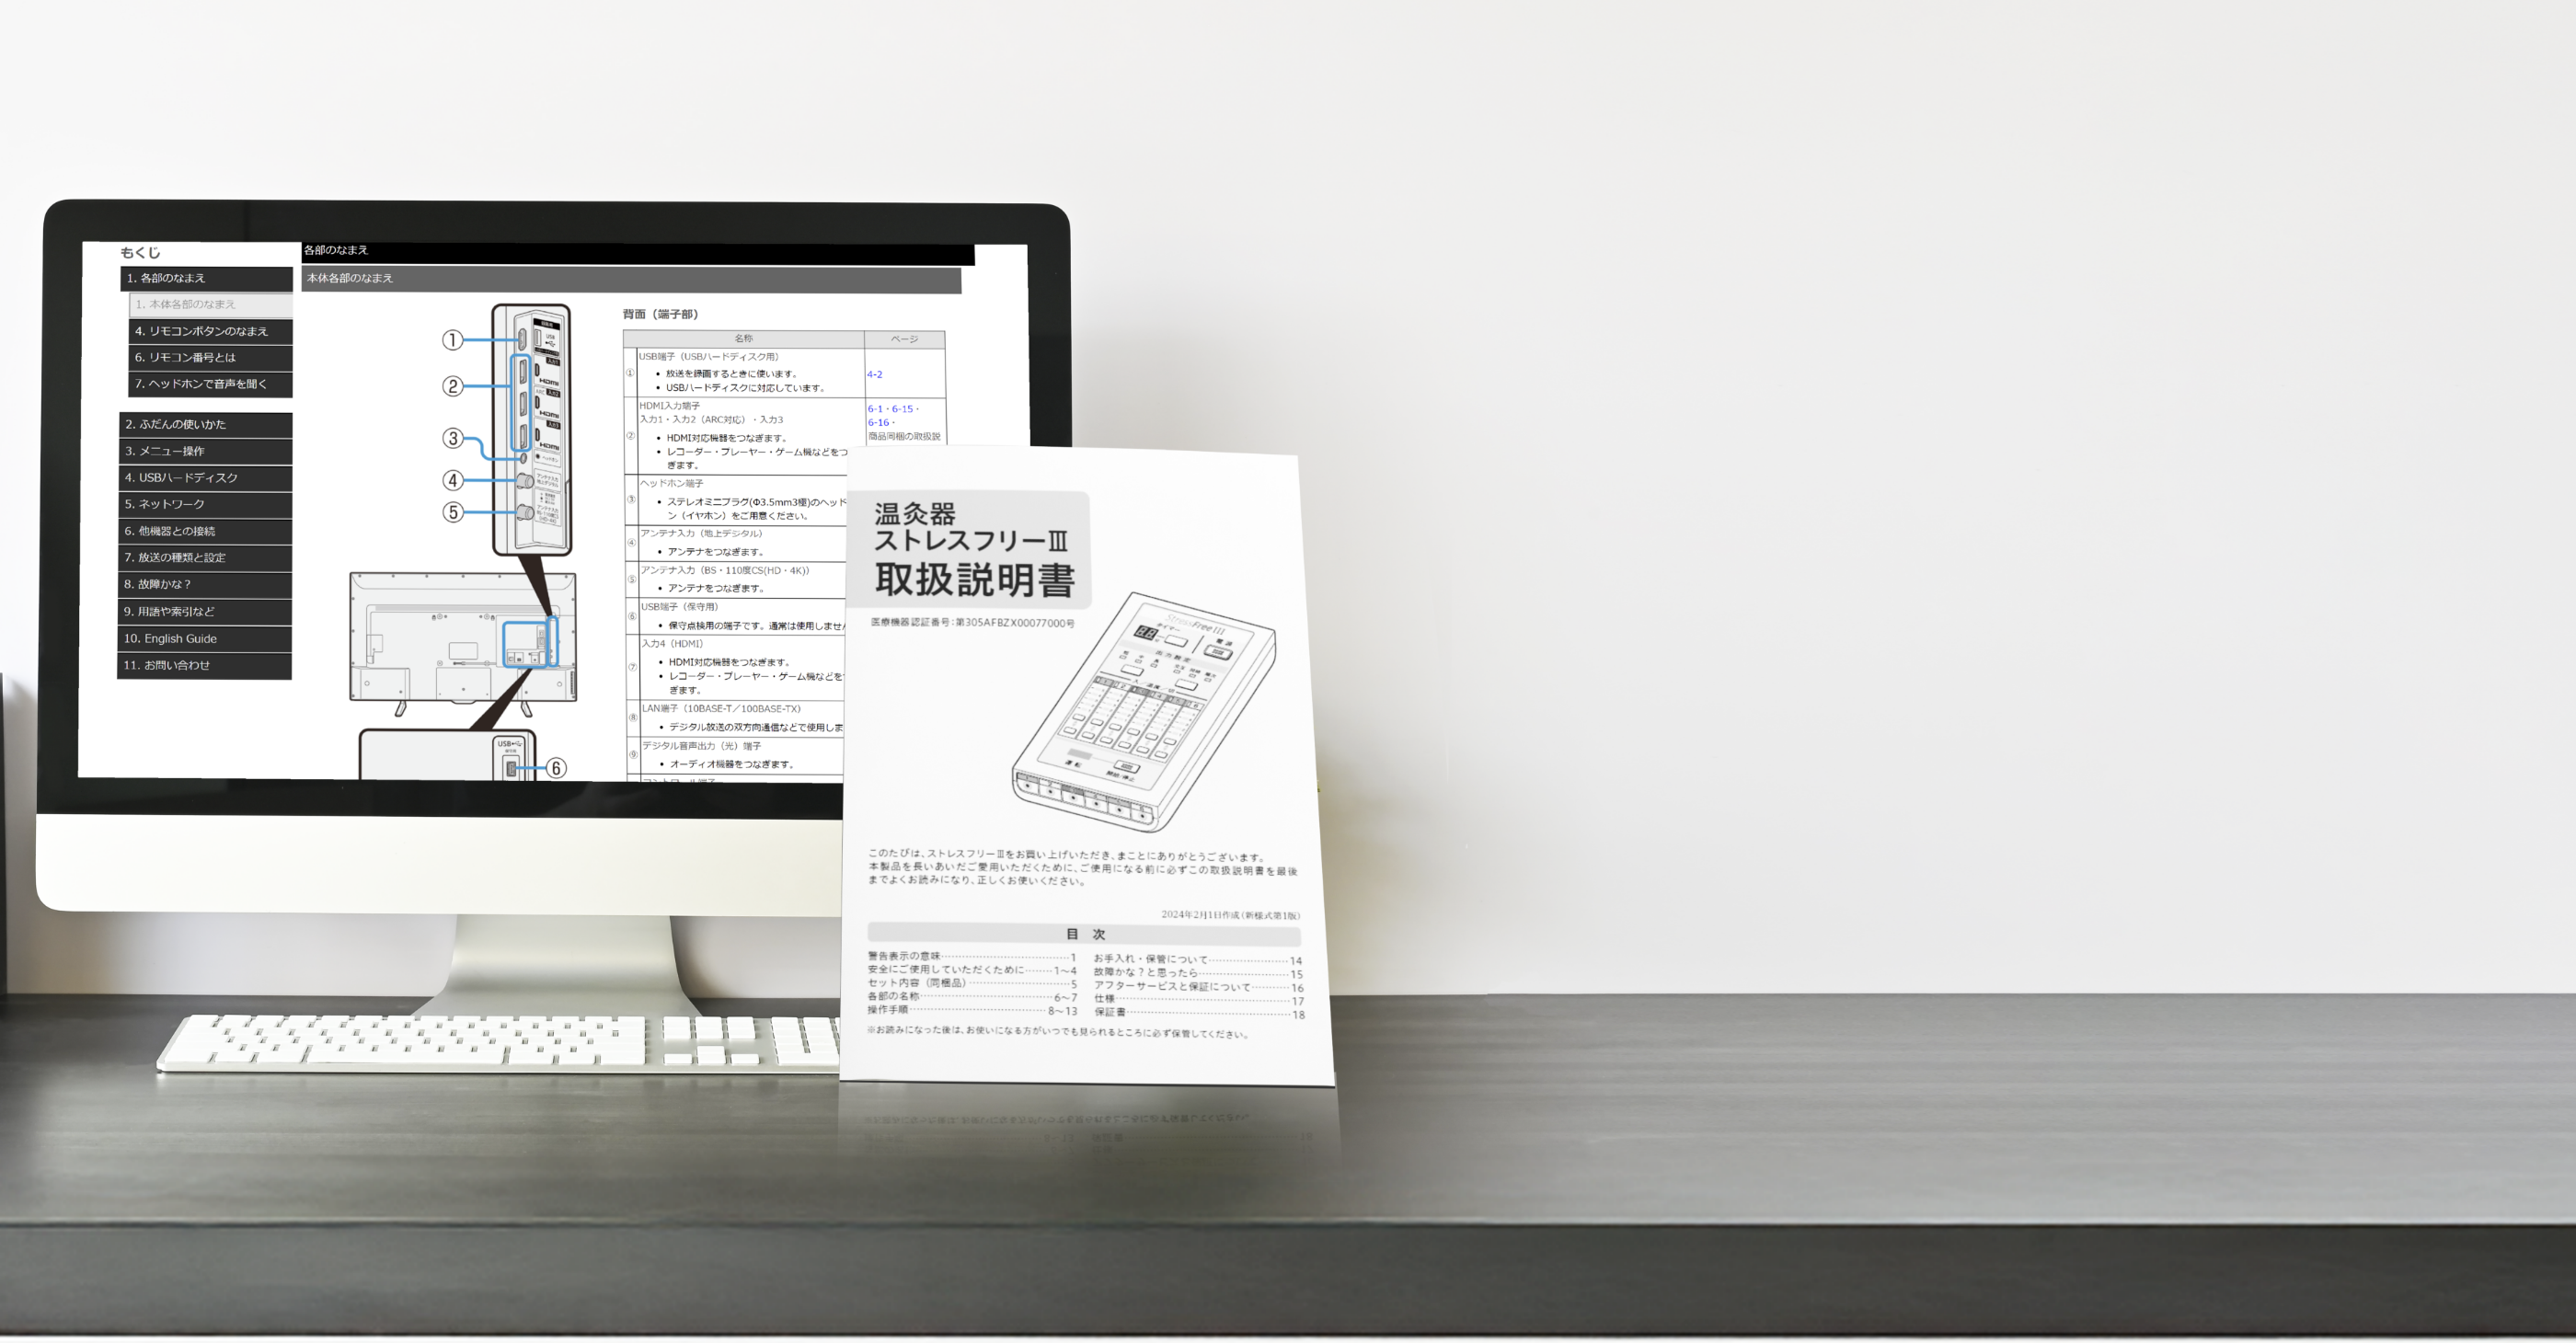 もくじ
1. 各部のなまえ
1. 本体各部のなまえ
4. リモコンボタンのなまえ
6. リモコン番号とは
7. ヘッドホンで音声を聞く
2. ふだんの使いかた
3. メニュー操作
4. USBハードディスク
5. ネットワーク
6. 他機器との接続
7. 放送の種類と設定
8. 故障かな？
9. 用語や索引など
10. English Guide
11. お問い合わせ
各部のなまえ
本体各部のなまえ
①
②
③
④
⑤
USB
HDMI
HDMI
HDMI
USB
⑥
背面（端子部）
名称 ページ
① USB端子（USBハードディスク用）
• 放送を録画するときに使います。
• USBハードディスクに対応しています。
4-2
② HDMI入力端子
入力1・入力2（ARC対応）・入力3
• HDMI対応機器をつなぎます。
• レコーダー・プレーヤー・ゲーム機などをつ
ぎます。
6-1・6-15・
6-16・
商品同梱の取扱説
③ ヘッドホン端子
• ステレオミニプラグ(Φ3.5mm3極)のヘッド
ン（イヤホン）をご用意ください。
④ アンテナ入力（地上デジタル）
• アンテナをつなぎます。
⑤ アンテナ入力（BS・110度CS(HD・4K)）
• アンテナをつなぎます。
⑥ USB端子（保守用）
• 保守点検用の端子です。通常は使用しませ
⑦ 入力4（HDMI）
• HDMI対応機器をつなぎます。
• レコーダー・プレーヤー・ゲーム機などを
ぎます。
⑧ LAN端子（10BASE-T／100BASE-TX)
• デジタル放送の双方向通信などで使用しま
⑨ デジタル音声出力（光）端子
• オーディオ機器をつなぎます。
温灸器
ストレスフリーⅢ
取扱説明書
医療機器認証番号：第305AFBZX00077000号
StressFreeⅢ
タイマー
電源
出力設定
運転
開始/停止
このたびは、ストレスフリーⅢをお買い上げいただき、まことにありがとうございます。
本製品を長いあいだご愛用いただくために、ご使用になる前に必ずこの取扱説明書を最後
までよくお読みになり、正しくお使いください。
2024年2月1日作成（新様式第1版）
目 次
警告表示の意味……………1
安全にご使用していただくために……1～4
セット内容（同梱品）……………5
各部の名称……………6～7
操作手順……………8～13
お手入れ・保管について……………14
故障かな？と思ったら……………15
アフターサービスと保証について……16
仕様……………17
保証書……………18
※お読みになった後は、お使いになる方がいつでも見られるところに必ず保管してください。